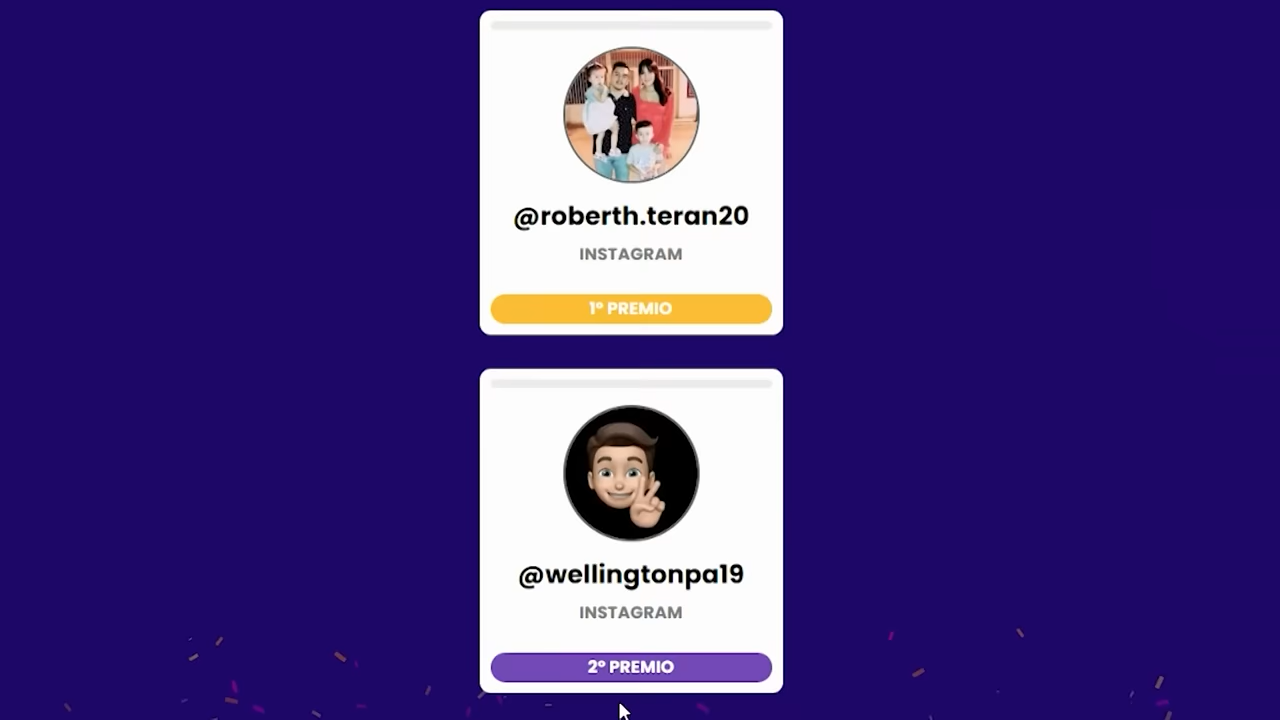 @roberth.teran20
INSTAGRAM
1º PREMIO
@wellingtonpa19
INSTAGRAM
2º PREMIO